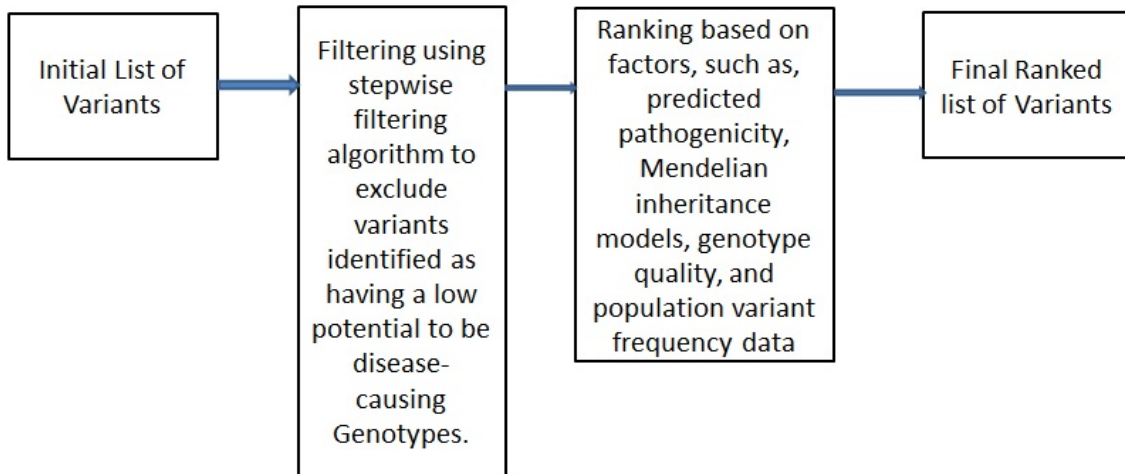 Initial List of
Variants
Filtering using
stepwise
filtering
algorithm to
exclude
variants
identified as
having a low
potential to be
disease-
causing
Genotypes.
Ranking based on
factors, such as,
predicted
pathogenicity,
Mendelian
inheritance
models, genotype
quality, and
population variant
frequency data
Final Ranked
list of Variants